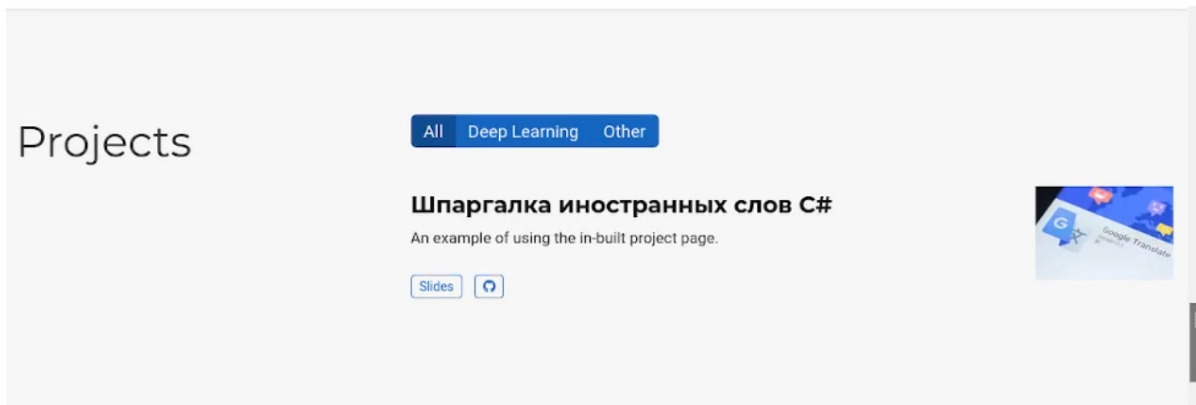 Projects
All Deep Learning Other
Шпаргалка иностранных слов C#
An example of using the in-built project page.
Slides
Google Translate